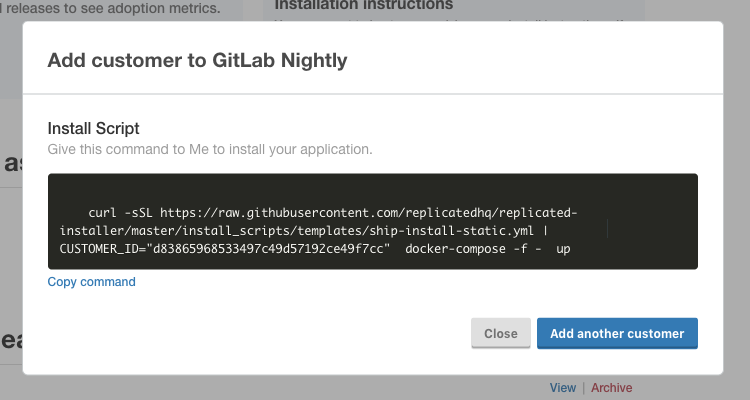 l releases to see adoption metrics.
Installation instructions
Add customer to GitLab Nightly
Install Script
Give this command to Me to install your application.
curl -sSL https://raw.githubusercontent.com/replicatedhq/replicated-
installer/master/install_scripts/templates/ship-install-static.yml |
CUSTOMER_ID="d83865968533497c49d57192ce49f7cc" docker-compose -f - up
Copy command
Close
Add another customer
View | Archive